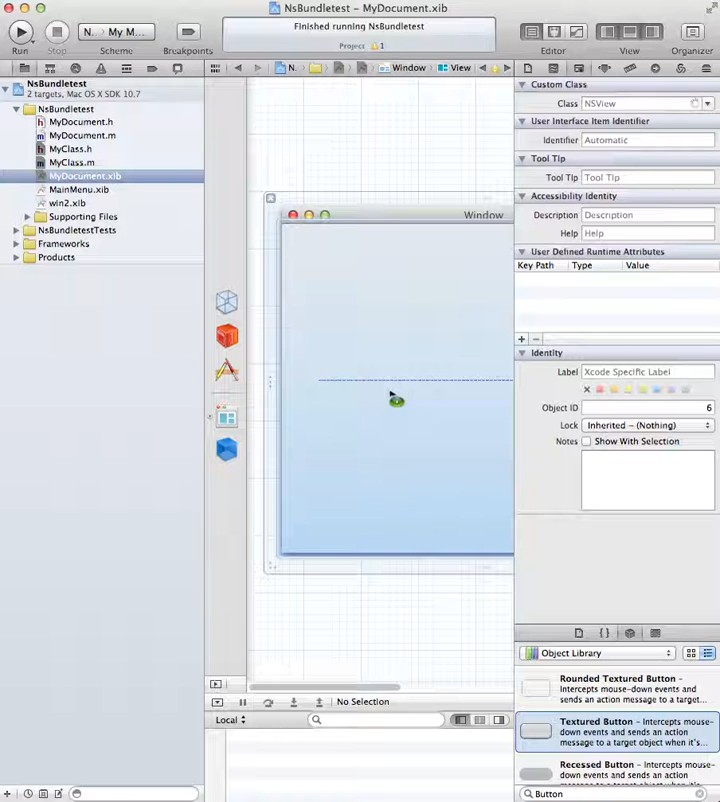 NsBundletest – MyDocument.xib
Finished running NsBundletest
Project 1
N... My M...
Run Stop Scheme Breakpoints Editor View Organizer
N. Window View
NsBundletest
2 targets, Mac OS X SDK 10.7
NsBundletest
MyDocument.h
MyDocument.m
MyClass.h
MyClass.m
MyDocument.xib
MainMenu.xib
win2.xib
Supporting Files
NsBundletestTests
Frameworks
Products
Window
Custom Class
Class NSView
User Interface Item Identifier
Identifier Automatic
Tool Tip
Tool Tip Tool Tip
Accessibility Identity
Description Description
Help Help
User Defined Runtime Attributes
Key Path Type Value
Identity
Label Xcode Specific Label
Object ID 6
Lock Inherited – (Nothing)
Notes Show With Selection
Object Library
Rounded Textured Button –
Intercepts mouse-down events and
sends an action message to a target...
Textured Button – Intercepts mouse-
down events and sends an action
message to a target object when it's...
Recessed Button – Intercepts mouse-
down events and sends an action
Button
No Selection
Local